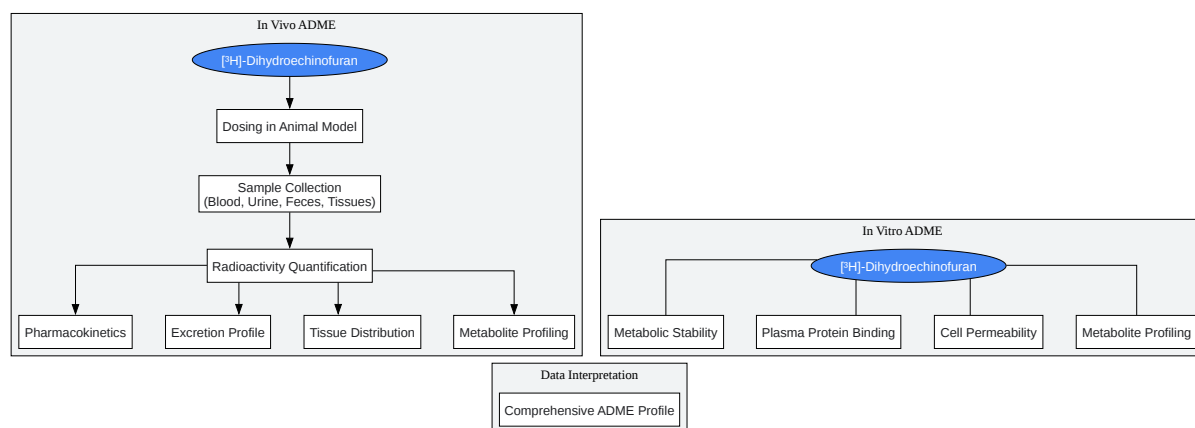 In Vivo ADME
[³H]-Dihydroechinofuran
Dosing in Animal Model
Sample Collection
(Blood, Urine, Feces, Tissues)
Radioactivity Quantification
Pharmacokinetics
Excretion Profile
Tissue Distribution
Metabolite Profiling
In Vitro ADME
[³H]-Dihydroechinofuran
Metabolic Stability
Plasma Protein Binding
Cell Permeability
Metabolite Profiling
Data Interpretation
Comprehensive ADME Profile